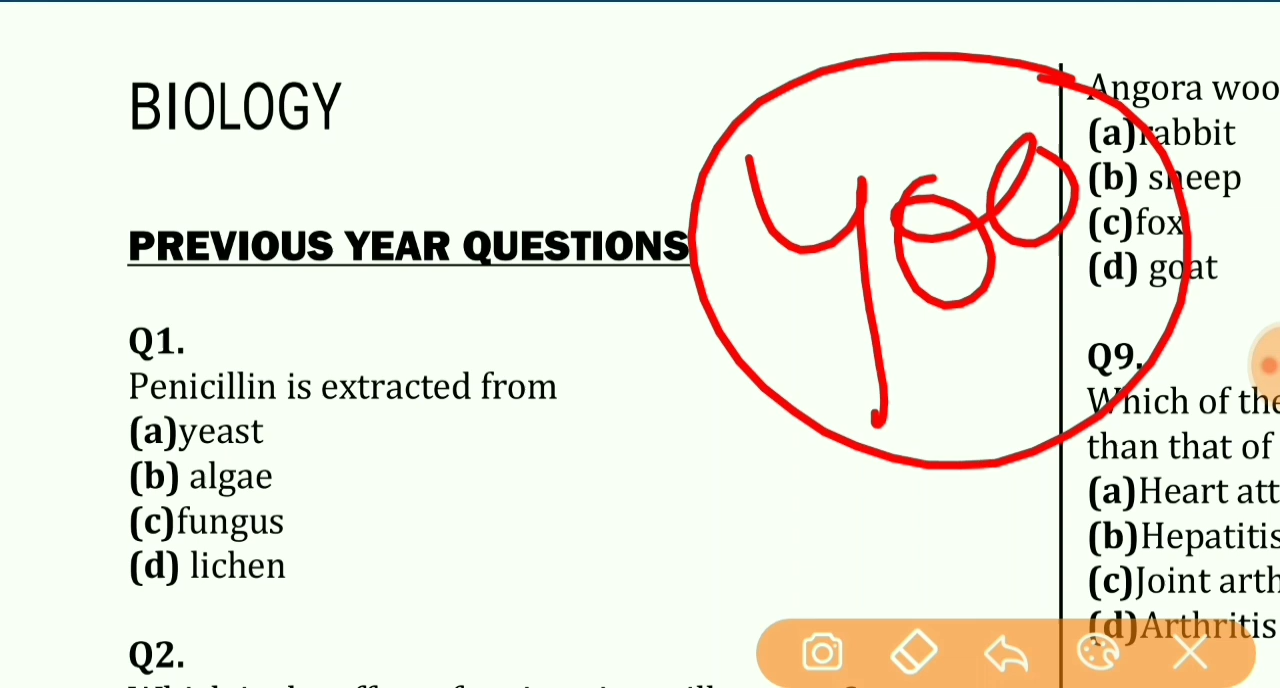 BIOLOGY
PREVIOUS YEAR QUESTIONS
Q1.
Penicillin is extracted from
(a)yeast
(b) algae
(c)fungus
(d) lichen
Q2.
400
Angora woo
(a)rabbit
(b) sheep
(c)fox
(d) goat
Q9.
Which of the
than that of
(a)Heart att
(b)Hepatitis
(c)Joint arth
(d)Arthritis